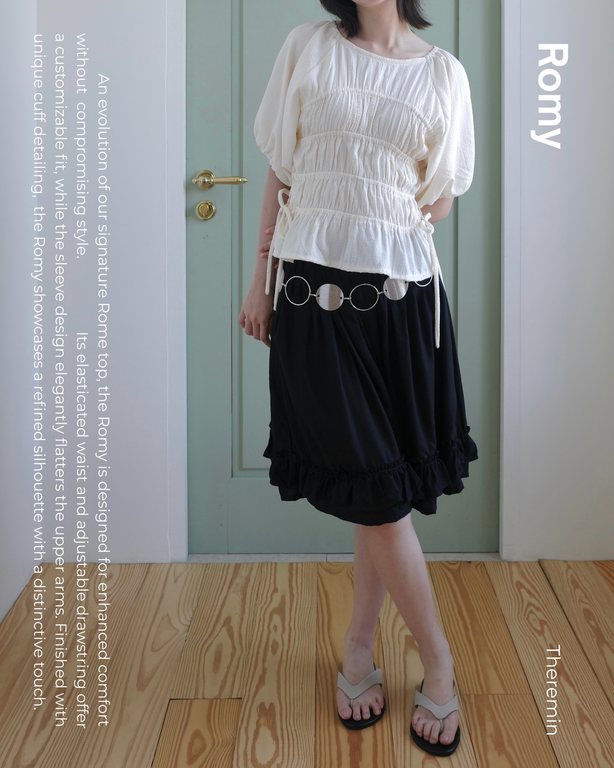 Romy
Theremin
An evolution of our signature Rome top, the Romy is designed for enhanced comfort
without compromising style. Its elasticated waist and adjustable drawstring offer
a customizable fit, while the sleeve design elegantly flatters the upper arms. Finished with
unique cuff detailing, the Romy showcases a refined silhouette with a distinctive touch.